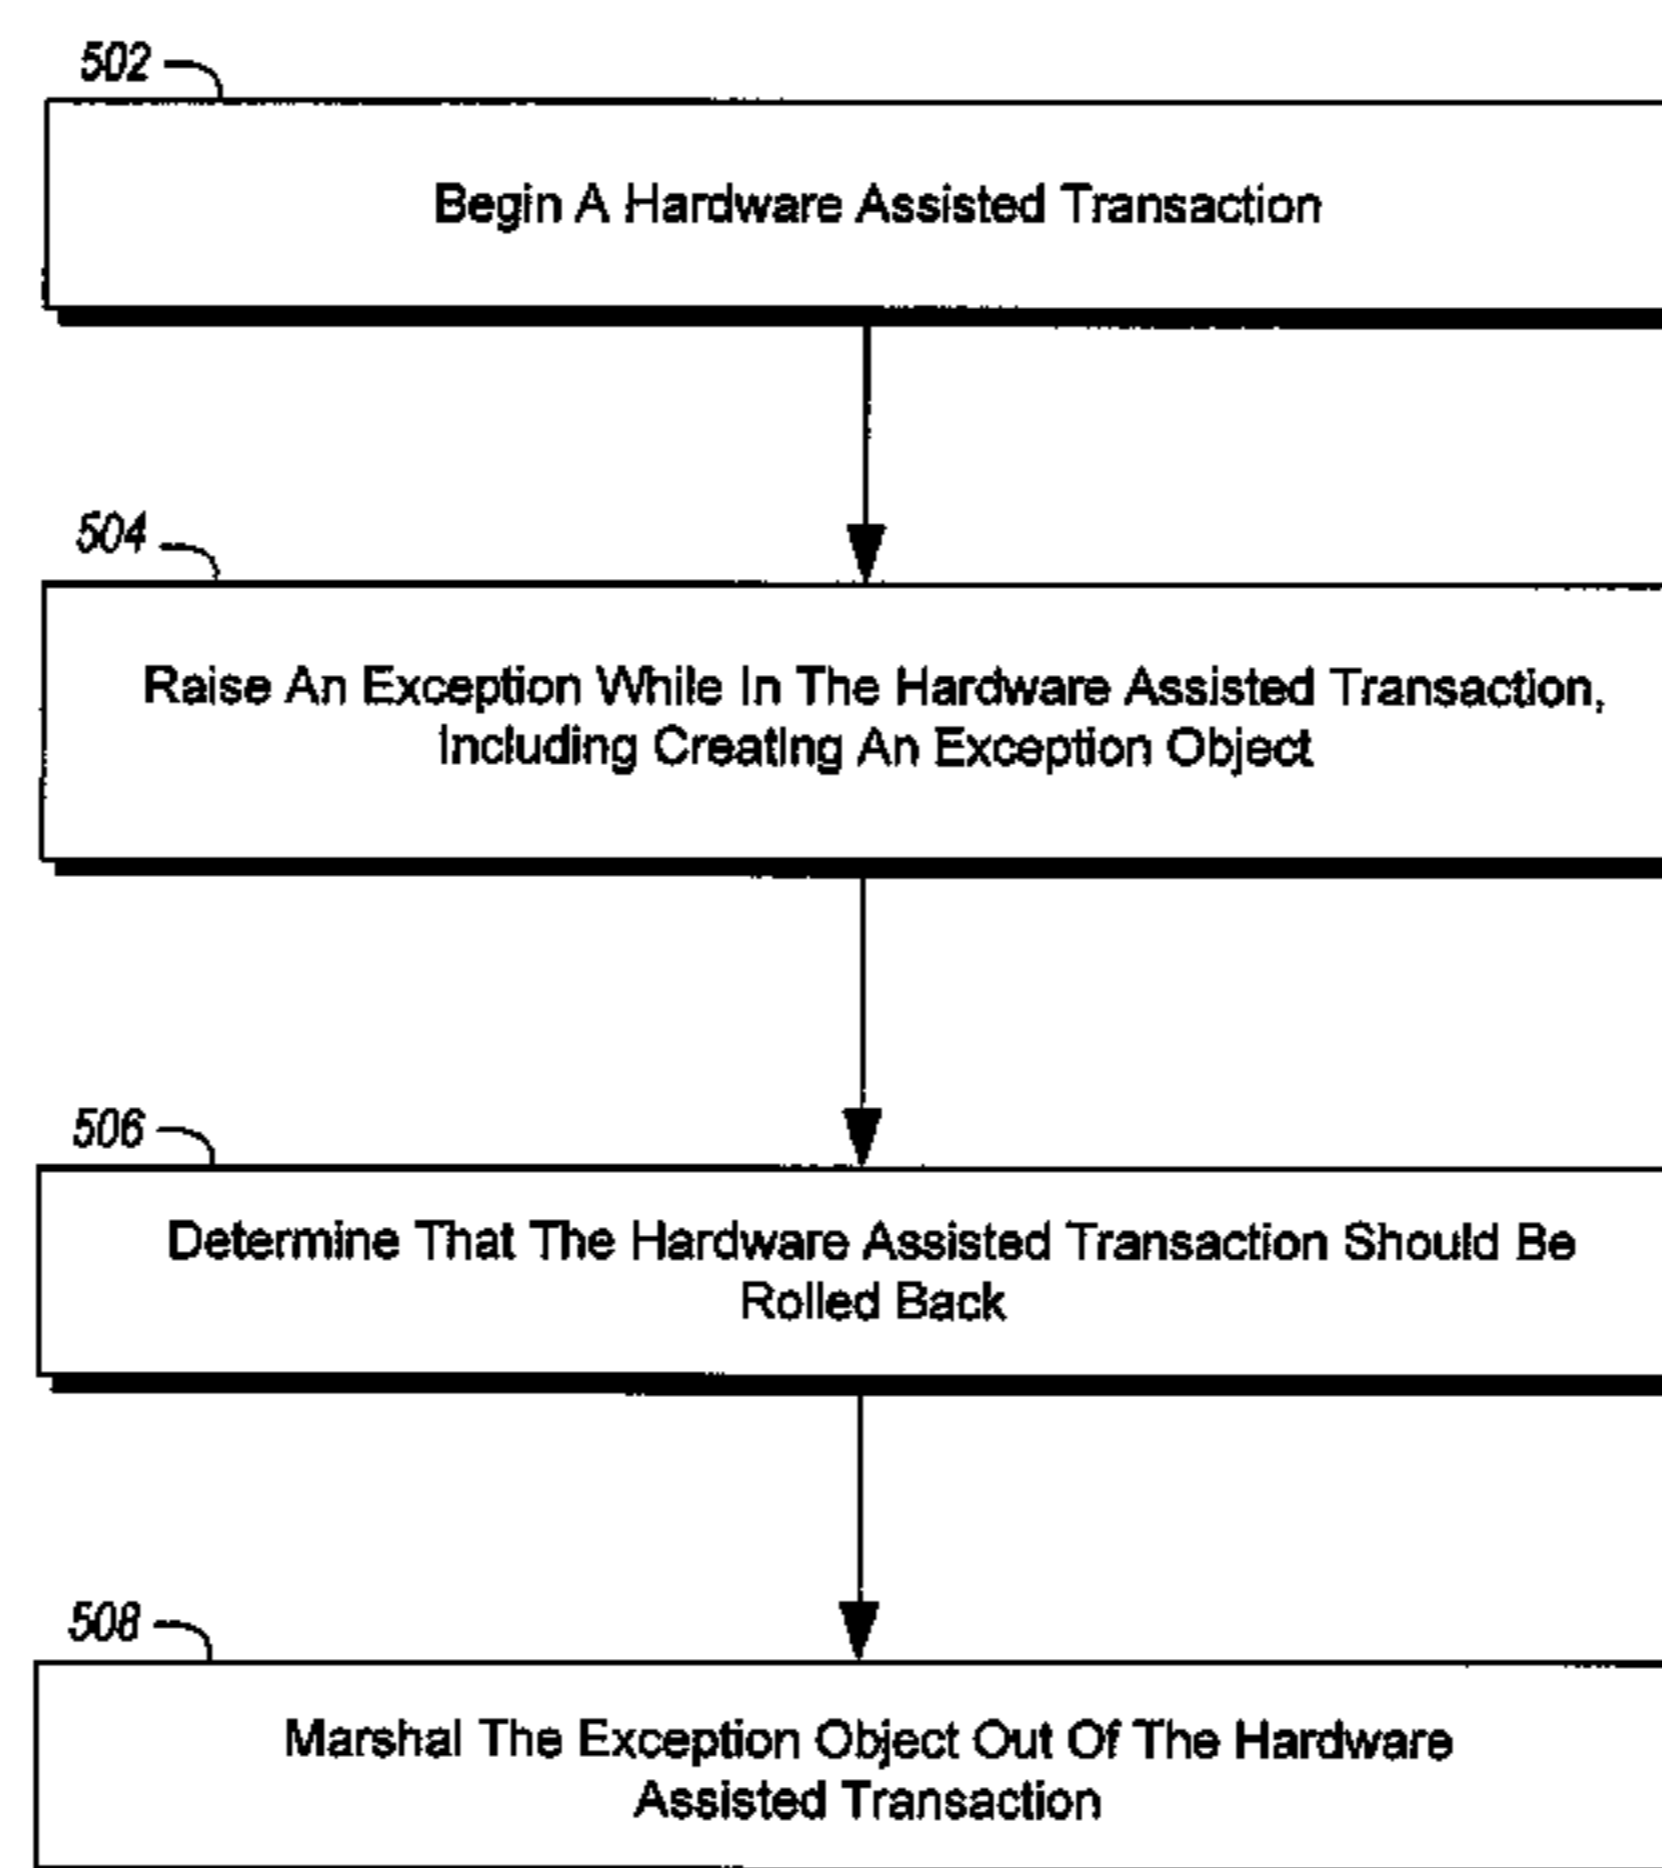 502
Begin A Hardware Assisted Transaction
504
Raise An Exception While In The Hardware Assisted Transaction,
Including Creating An Exception Object
506
Determine That The Hardware Assisted Transaction Should Be
Rolled Back
508
Marshal The Exception Object Out Of The Hardware
Assisted Transaction